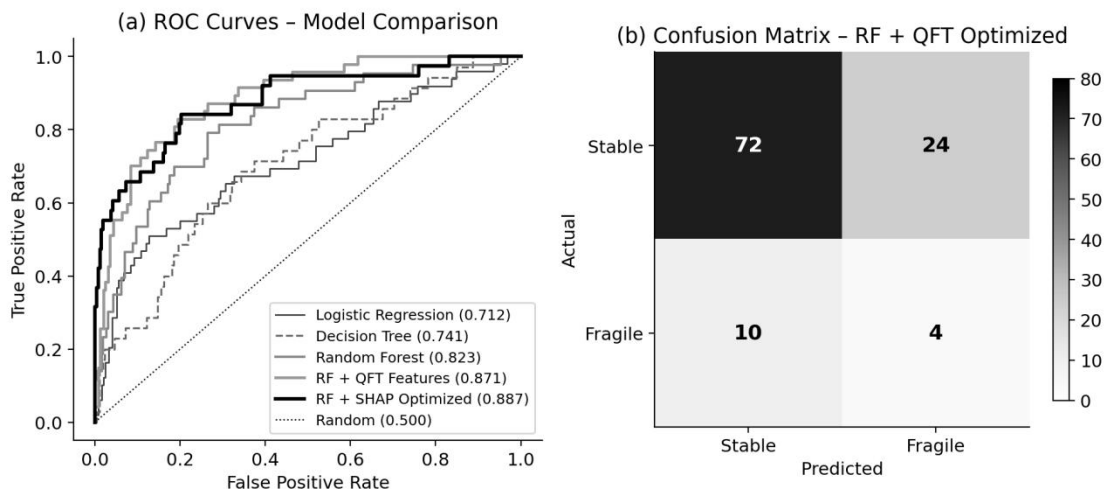 (a) ROC Curves – Model Comparison
1.0
0.8
0.6
0.4
0.2
0.0
True Positive Rate
0.0 0.2 0.4 0.6 0.8 1.0
False Positive Rate
Logistic Regression (0.712)
Decision Tree (0.741)
Random Forest (0.823)
RF + QFT Features (0.871)
RF + SHAP Optimized (0.887)
Random (0.500)
(b) Confusion Matrix – RF + QFT Optimized
Actual
Stable
72 24
Fragile
10 4
Stable Fragile
Predicted
80
70
60
50
40
30
20
10
0